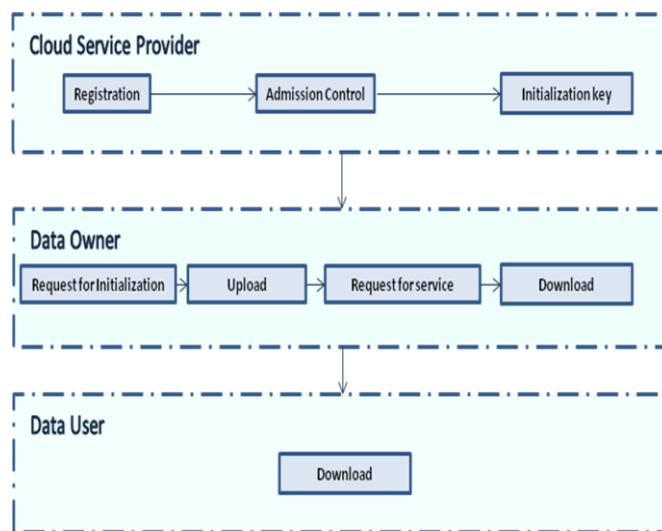 Cloud Service Provider
Registration
Admission Control
Initialization key
Data Owner
Request for Initialization
Upload
Request for service
Download
Data User
Download